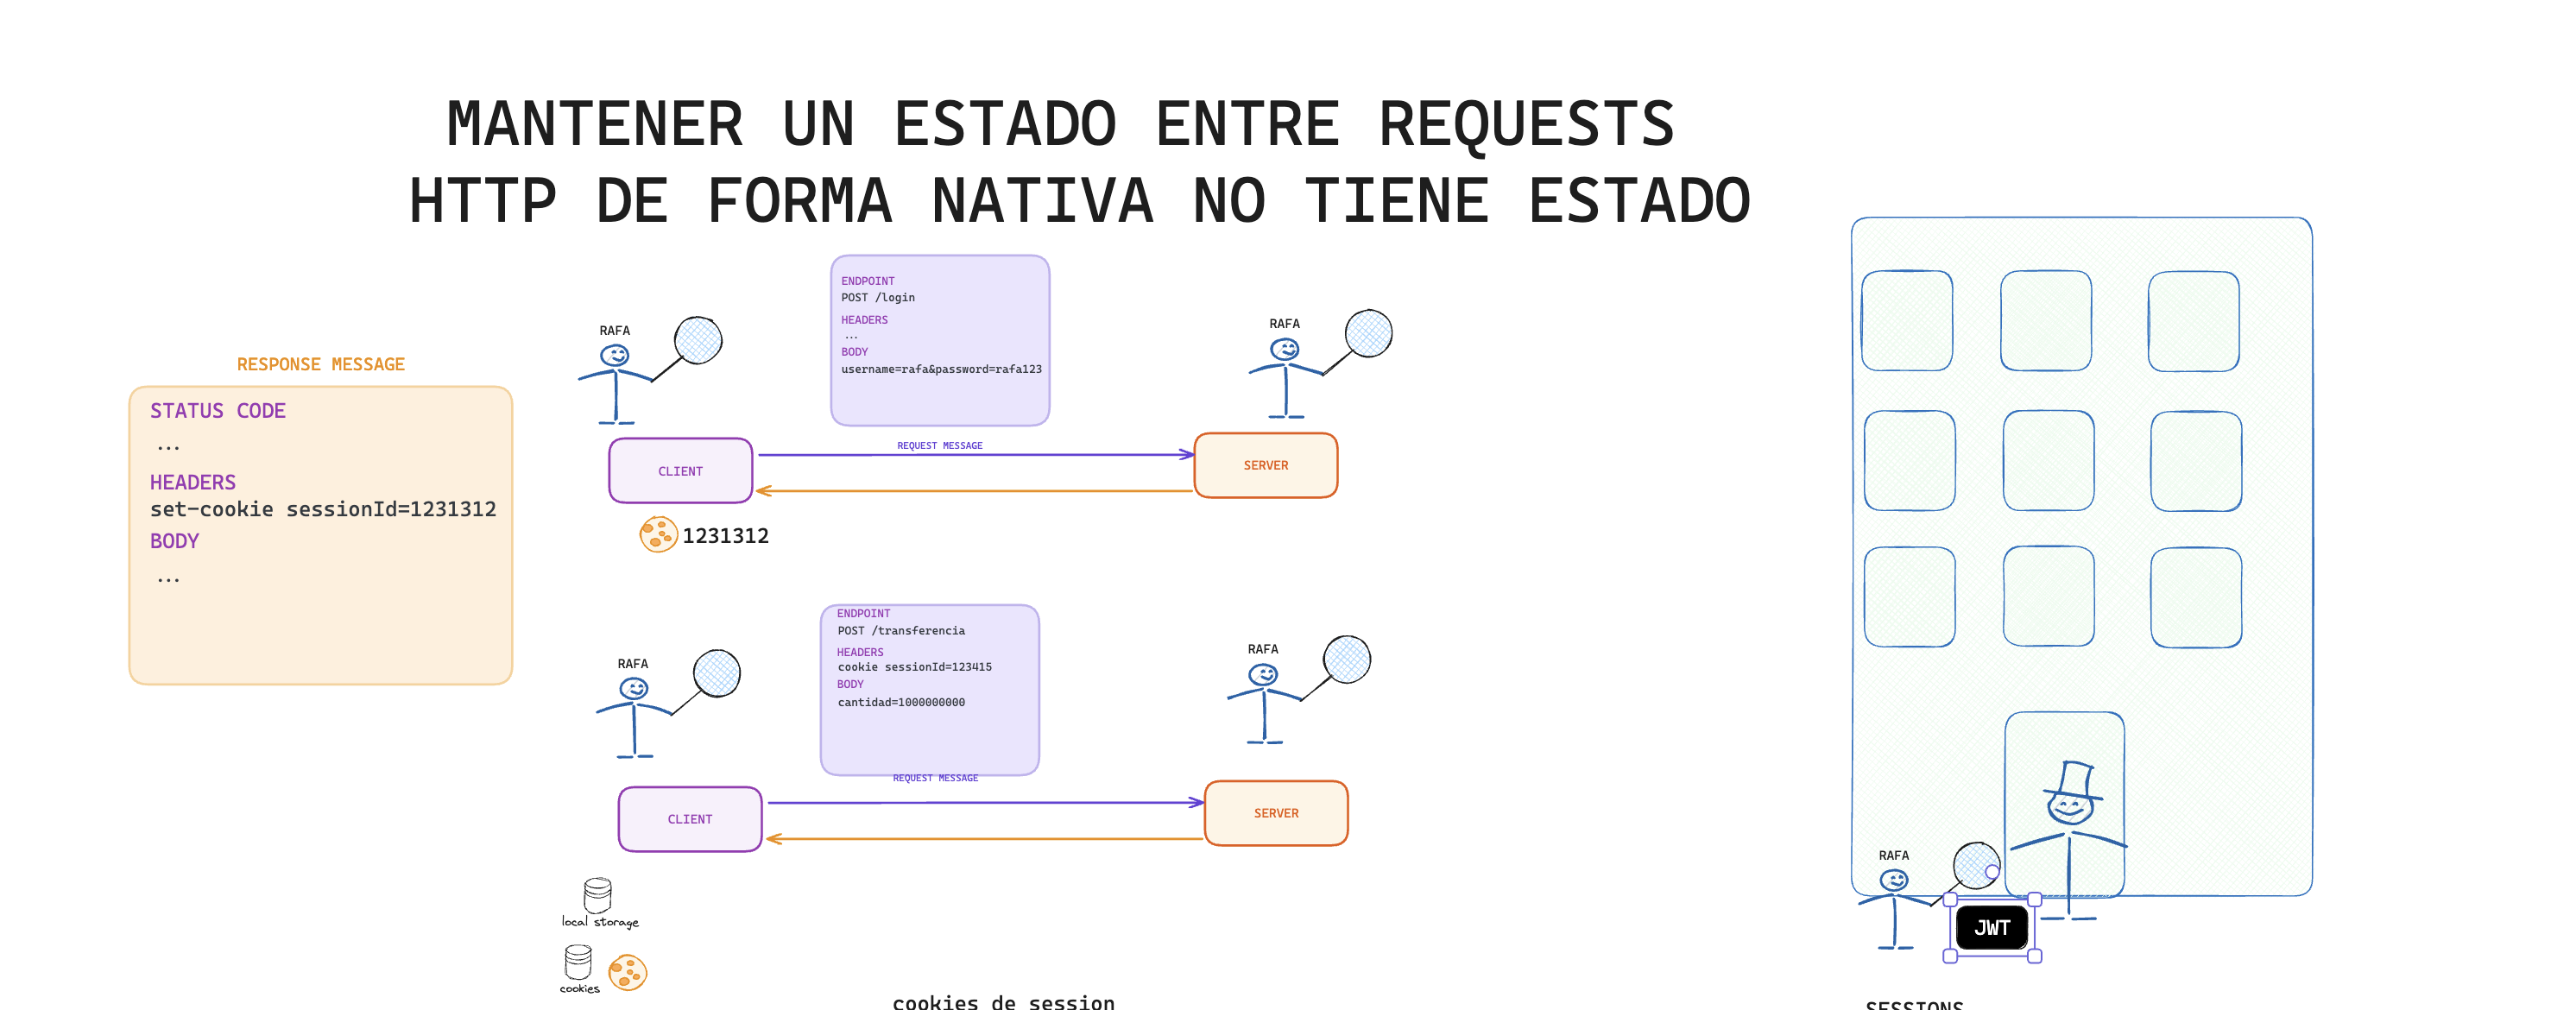 MANTENER UN ESTADO ENTRE REQUESTS
HTTP DE FORMA NATIVA NO TIENE ESTADO
RESPONSE MESSAGE
STATUS CODE
...
HEADERS
set-cookie sessionId=1231312
BODY
...
RAFA
ENDPOINT
POST /login
HEADERS
...
BODY
username=rafa&password=rafa123
RAFA
REQUEST MESSAGE
CLIENT
SERVER
1231312
RAFA
ENDPOINT
POST /transferencia
HEADERS
cookie sessionId=123415
BODY
cantidad=1000000000
RAFA
REQUEST MESSAGE
CLIENT
SERVER
local storage
cookies
cookies de session
RAFA
JWT
SESSIONS